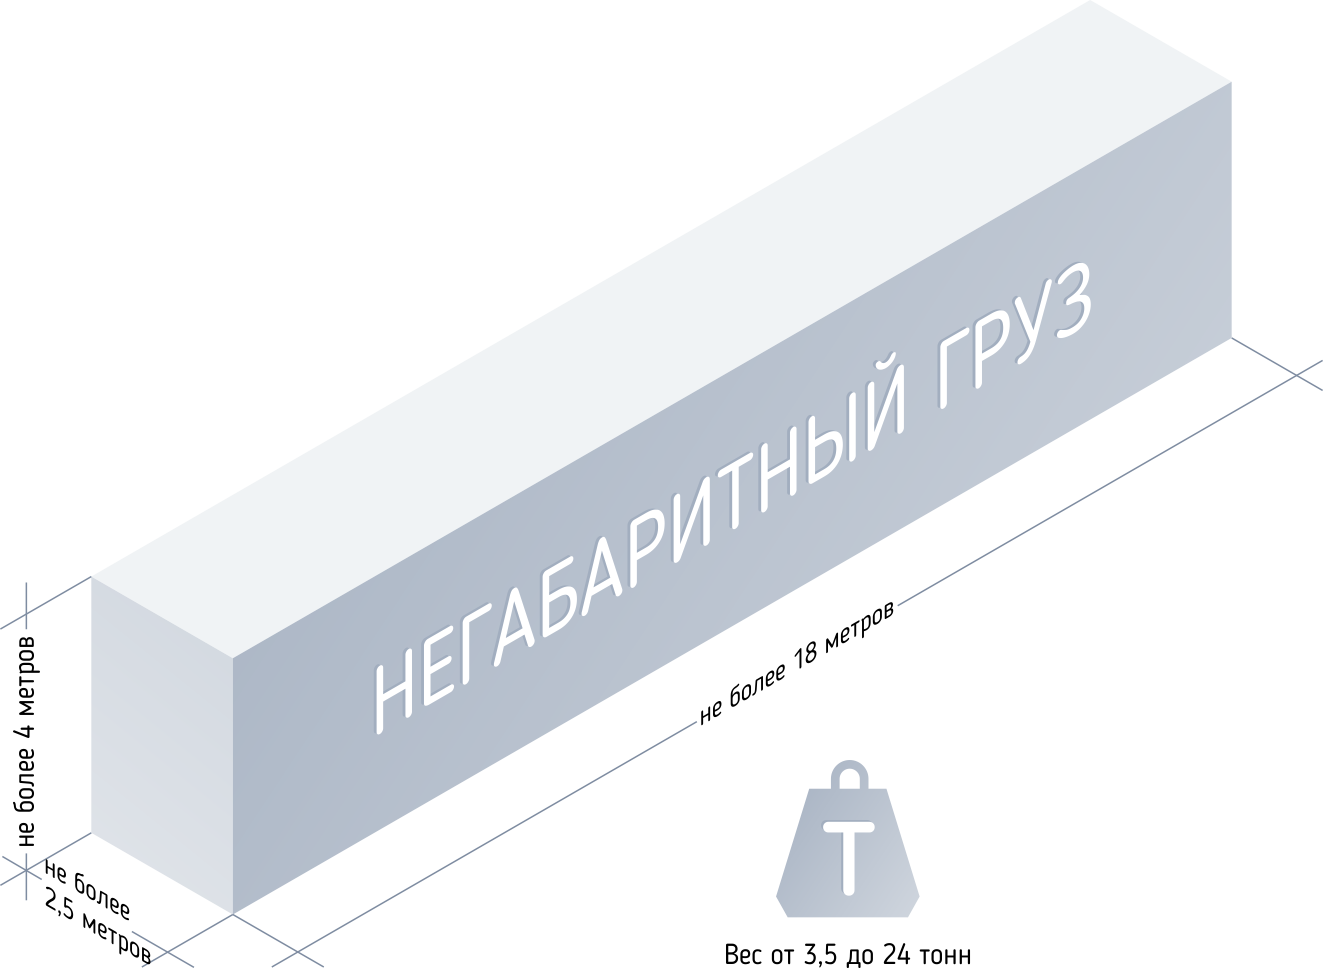 НЕГАБАРИТНЫЙ ГРУЗ
не более 4 метров
не более
2,5 метров
не более 18 метров
Т
Вес от 3,5 до 24 тонн